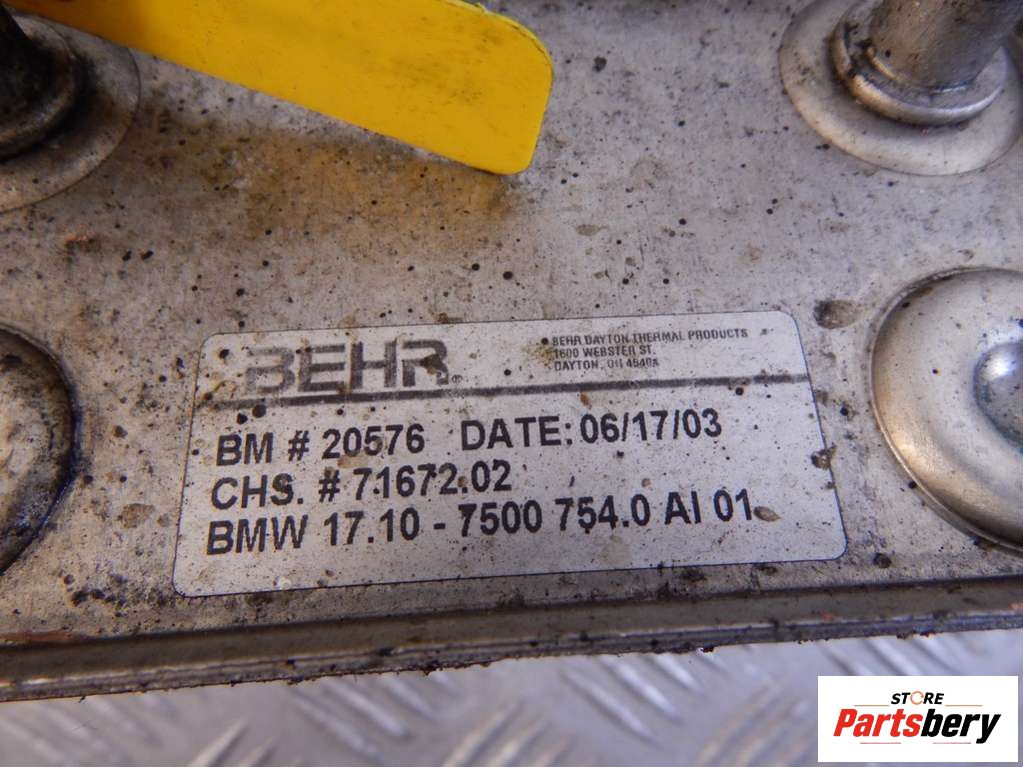 BEHR®
BEHR DAYTON THERMAL PRODUCTS
1600 WEBSTER ST.
DAYTON, OH
BM # 20576 DATE: 06/17/03
CHS. # 71672.02
BMW 17.10 - 7500 754.0 AI 01
STORE
Partsbery